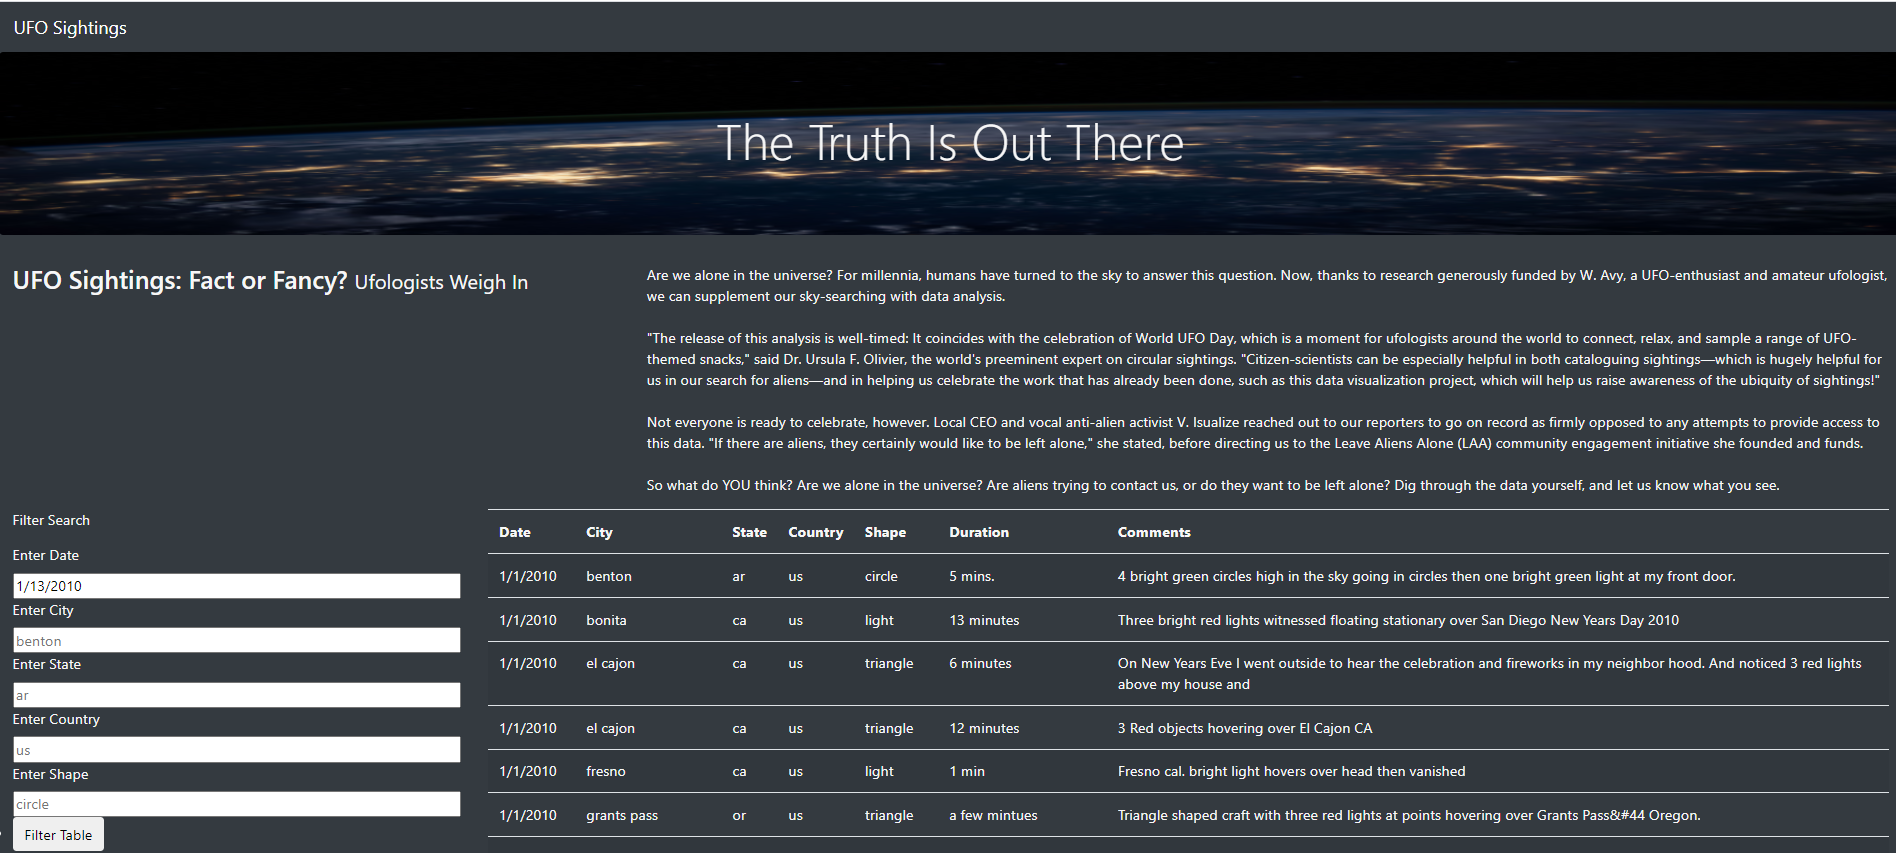 UFO Sightings
The Truth Is Out There
UFO Sightings: Fact or Fancy? Ufologists Weigh In
Are we alone in the universe? For millennia, humans have turned to the sky to answer this question. Now, thanks to research generously funded by W. Avy, a UFO-enthusiast and amateur ufologist,
we can supplement our sky-searching with data analysis.
"The release of this analysis is well-timed: It coincides with the celebration of World UFO Day, which is a moment for ufologists around the world to connect, relax, and sample a range of UFO-
themed snacks," said Dr. Ursula F. Olivier, the world's preeminent expert on circular sightings. "Citizen-scientists can be especially helpful in both cataloguing sightings—which is hugely helpful for
us in our search for aliens—and in helping us celebrate the work that has already been done, such as this data visualization project, which will help us raise awareness of the ubiquity of sightings!"
Not everyone is ready to celebrate, however. Local CEO and vocal anti-alien activist V. Isualize reached out to our reporters to go on record as firmly opposed to any attempts to provide access to
this data. "If there are aliens, they certainly would like to be left alone," she stated, before directing us to the Leave Aliens Alone (LAA) community engagement initiative she founded and funds.
So what do YOU think? Are we alone in the universe? Are aliens trying to contact us, or do they want to be left alone? Dig through the data yourself, and let us know what you see.
Filter Search
Enter Date
1/13/2010
Enter City
benton
Enter State
ar
Enter Country
us
Enter Shape
circle
Filter Table
Date City State Country Shape Duration Comments
1/1/2010 benton ar us circle 5 mins. 4 bright green circles high in the sky going in circles then one bright green light at my front door.
1/1/2010 bonita ca us light 13 minutes Three bright red lights witnessed floating stationary over San Diego New Years Day 2010
1/1/2010 el cajon ca us triangle 6 minutes On New Years Eve I went outside to hear the celebration and fireworks in my neighbor hood. And noticed 3 red lights
above my house and
1/1/2010 el cajon ca us triangle 12 minutes 3 Red objects hovering over El Cajon CA
1/1/2010 fresno ca us light 1 min Fresno cal. bright light hovers over head then vanished
1/1/2010 grants pass or us triangle a few mintues Triangle shaped craft with three red lights at points hovering over Grants Pass&#44 Oregon.